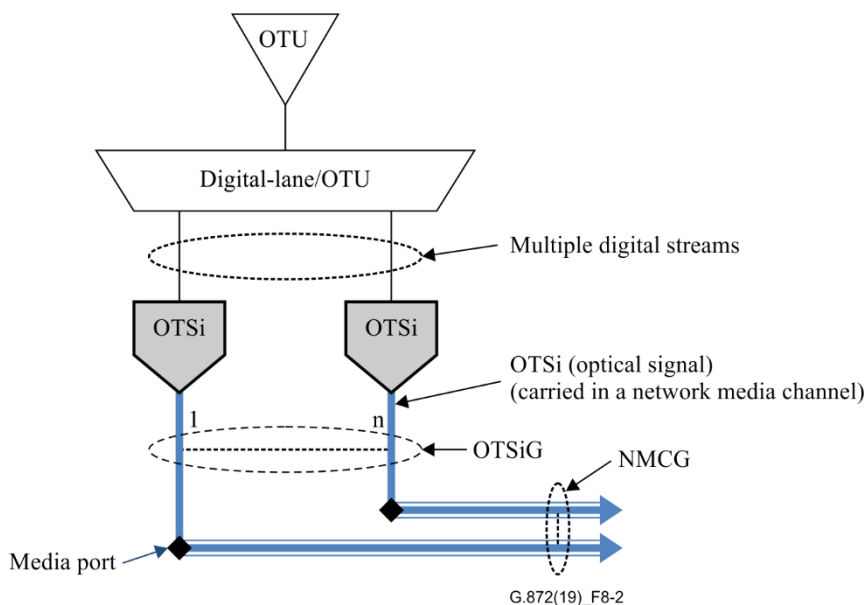 OTU
Digital-lane/OTU
Multiple digital streams
OTSi
OTSi
OTSi (optical signal)
(carried in a network media channel)
1
n
OTSiG
NMCG
Media port
G.872(19)_F8-2